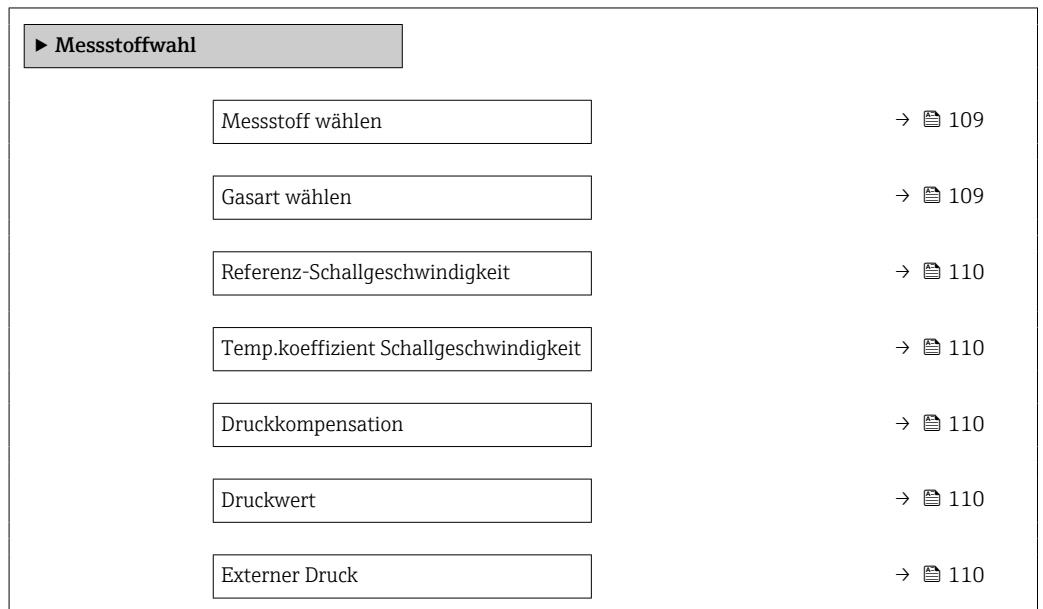 ▶ Messstoffwahl
Messstoff wählen → 109
Gasart wählen → 109
Referenz-Schallgeschwindigkeit → 110
Temp.koeffizient Schallgeschwindigkeit → 110
Druckkompensation → 110
Druckwert → 110
Externer Druck → 110